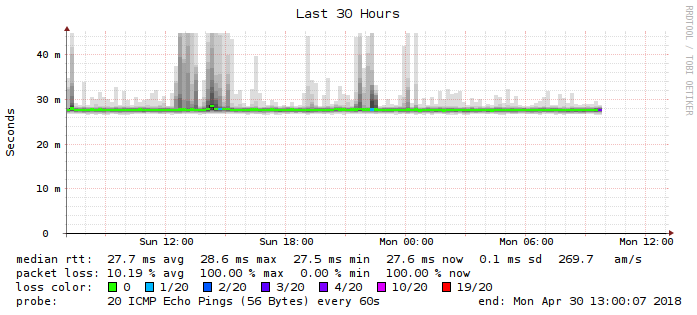 Last 30 Hours
RRDTOOL / TOBI OETIKER
Seconds
40 m
30 m
20 m
10 m
0
Sun 12:00 Sun 18:00 Mon 00:00 Mon 06:00 Mon 12:00
median rtt: 27.7 ms avg 28.6 ms max 27.5 ms min 27.6 ms now 0.1 ms sd 269.7 am/s
packet loss: 10.19 % avg 100.00 % max 0.00 % min 100.00 % now
loss color: 0 1/20 2/20 3/20 4/20 10/20 19/20
probe: 20 ICMP Echo Pings (56 Bytes) every 60s end: Mon Apr 30 13:00:07 2018